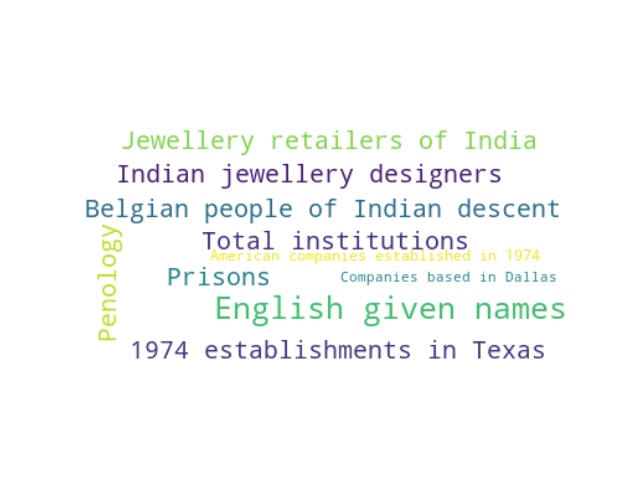 Jewellery retailers of India
Indian jewellery designers
Belgian people of Indian descent
Total institutions
American companies established in 1974
Penology
Prisons
Companies based in Dallas
English given names
1974 establishments in Texas